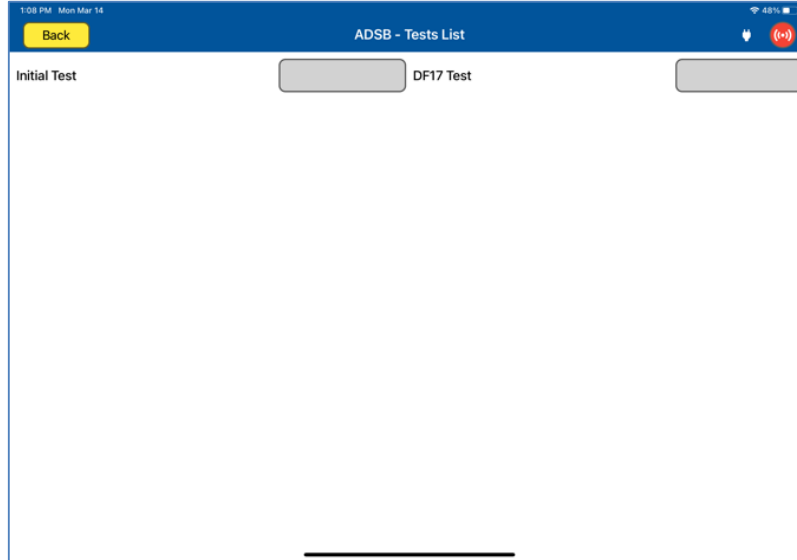 1:08 PM Mon Mar 14
48%
Back
ADSB - Tests List
Initial Test
DF17 Test